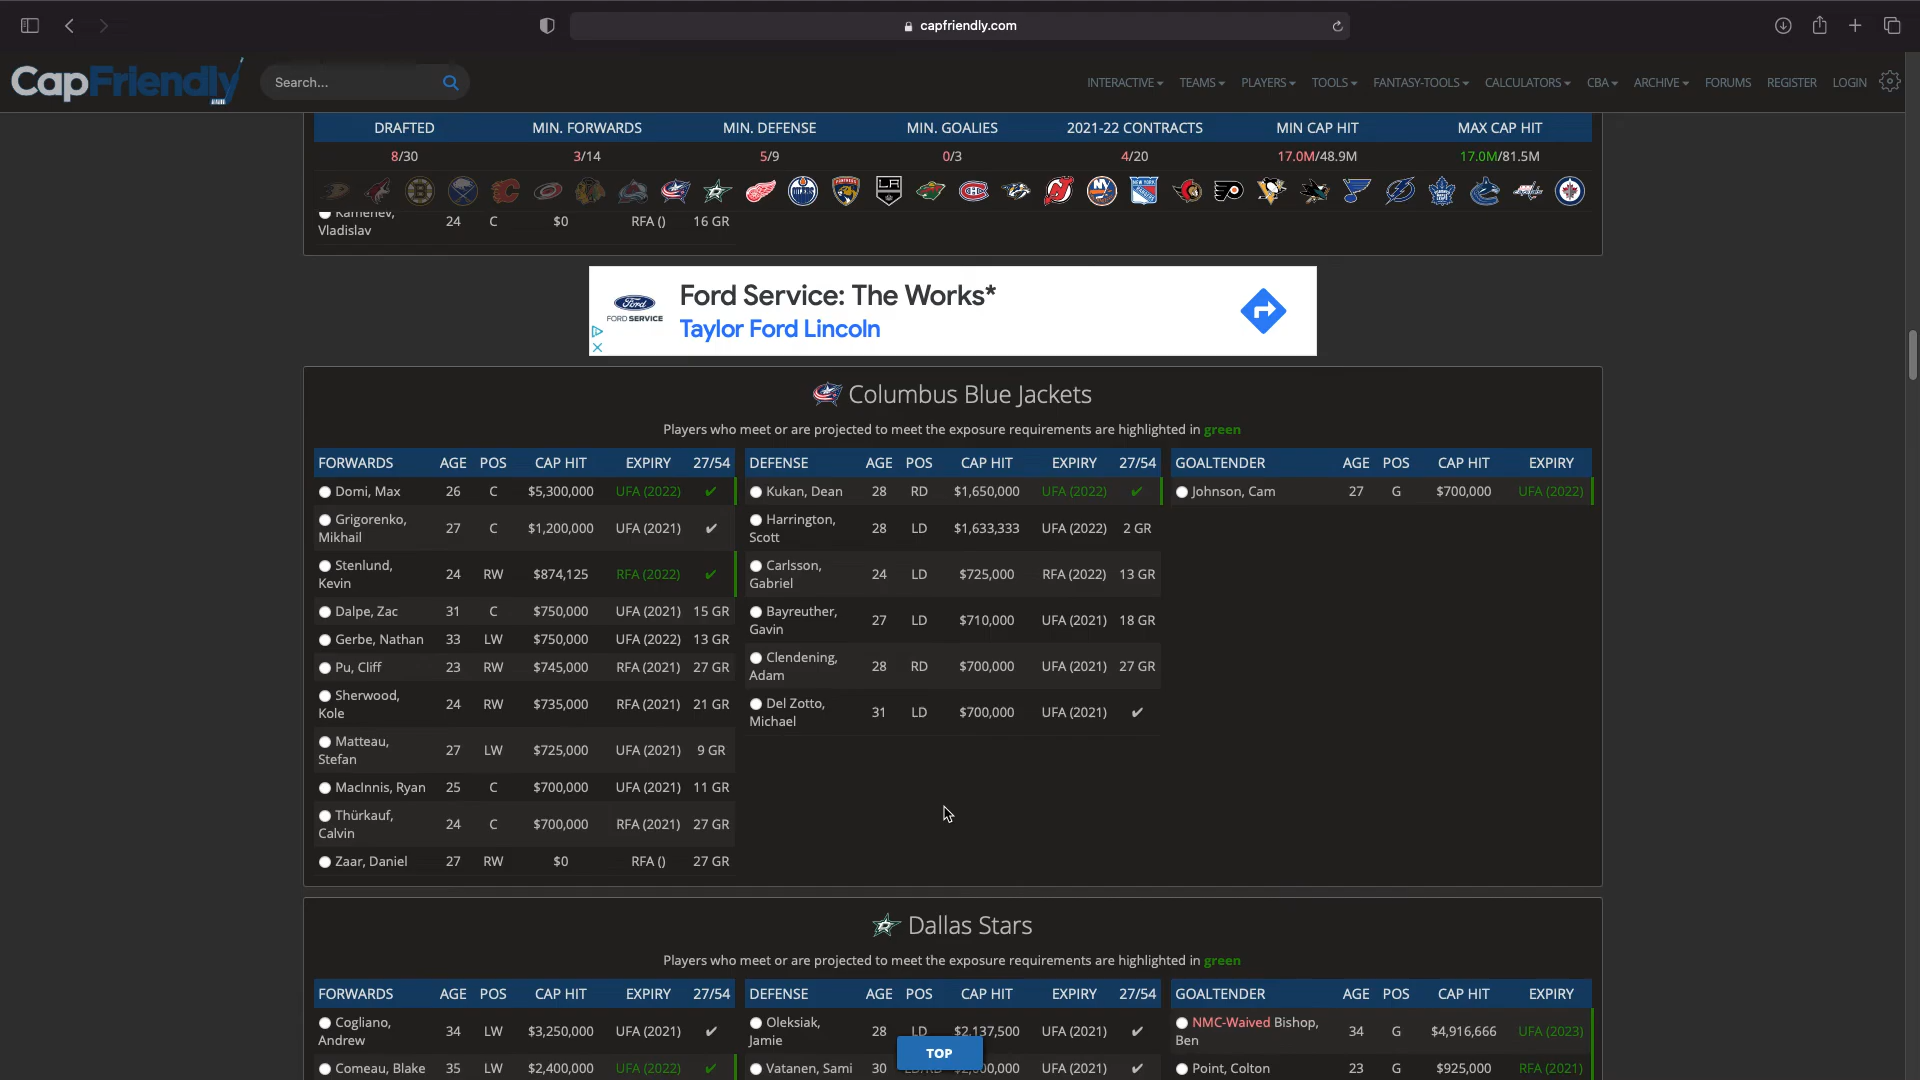 capfriendly.com
CapFriendly
.com
Search...
INTERACTIVE TEAMS PLAYERS TOOLS FANTASY-TOOLS CALCULATORS CBA ARCHIVE FORUMS REGISTER LOGIN
DRAFTED MIN. FORWARDS MIN. DEFENSE MIN. GOALIES 2021-22 CONTRACTS MIN CAP HIT MAX CAP HIT
8/30 3/14 5/9 0/3 4/20 17.0M/48.9M 17.0M/81.5M
Kamenev,
Vladislav 24 C $0 RFA () 16 GR
Ford
FORD SERVICE
Ford Service: The Works*
Taylor Ford Lincoln
Columbus Blue Jackets
Players who meet or are projected to meet the exposure requirements are highlighted in green
FORWARDS AGE POS CAP HIT EXPIRY 27/54
Domi, Max 26 C $5,300,000 UFA (2022) ✔
Grigorenko,
Mikhail 27 C $1,200,000 UFA (2021) ✔
Stenlund,
Kevin 24 RW $874,125 RFA (2022) ✔
Dalpe, Zac 31 C $750,000 UFA (2021) 15 GR
Gerbe, Nathan 33 LW $750,000 UFA (2022) 13 GR
Pu, Cliff 23 RW $745,000 RFA (2021) 27 GR
Sherwood,
Kole 24 RW $735,000 RFA (2021) 21 GR
Matteau,
Stefan 27 LW $725,000 UFA (2021) 9 GR
MacInnis, Ryan 25 C $700,000 UFA (2021) 11 GR
Thürkauf,
Calvin 24 C $700,000 RFA (2021) 27 GR
Zaar, Daniel 27 RW $0 RFA () 27 GR
DEFENSE AGE POS CAP HIT EXPIRY 27/54
Kukan, Dean 28 RD $1,650,000 UFA (2022) ✔
Harrington,
Scott 28 LD $1,633,333 UFA (2022) 2 GR
Carlsson,
Gabriel 24 LD $725,000 RFA (2022) 13 GR
Bayreuther,
Gavin 27 LD $710,000 UFA (2021) 18 GR
Clendening,
Adam 28 RD $700,000 UFA (2021) 27 GR
Del Zotto,
Michael 31 LD $700,000 UFA (2021) ✔
GOALTENDER AGE POS CAP HIT EXPIRY
Johnson, Cam 27 G $700,000 UFA (2022)
Dallas Stars
Players who meet or are projected to meet the exposure requirements are highlighted in green
FORWARDS AGE POS CAP HIT EXPIRY 27/54
Cogliano,
Andrew 34 LW $3,250,000 UFA (2021) ✔
Comeau, Blake 35 LW $2,400,000 UFA (2022) ✔
DEFENSE AGE POS CAP HIT EXPIRY 27/54
Oleksiak,
Jamie 28 LD $2,137,500 UFA (2021) ✔
Vatanen, Sami 30 UFA (2021) ✔
GOALTENDER AGE POS CAP HIT EXPIRY
NMC-Waived Bishop,
Ben 34 G $4,916,666 UFA (2023)
Point, Colton 23 G $925,000 RFA (2021)
TOP